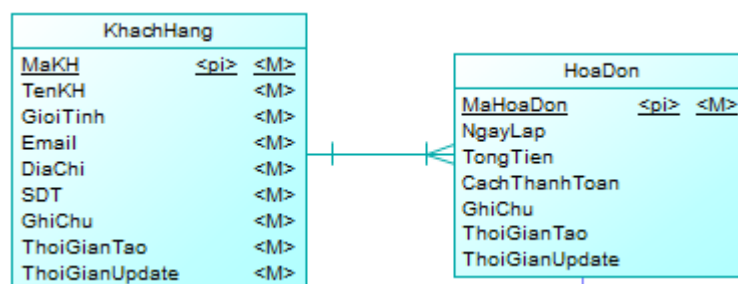 KhachHang
MaKH <pi> <M>
TenKH <M>
GioiTinh <M>
Email <M>
DiaChi <M>
SDT <M>
GhiChu <M>
ThoiGianTao <M>
ThoiGianUpdate <M>
HoaDon
MaHoaDon <pi> <M>
NgayLap
TongTien
CachThanhToan
GhiChu
ThoiGianTao
ThoiGianUpdate